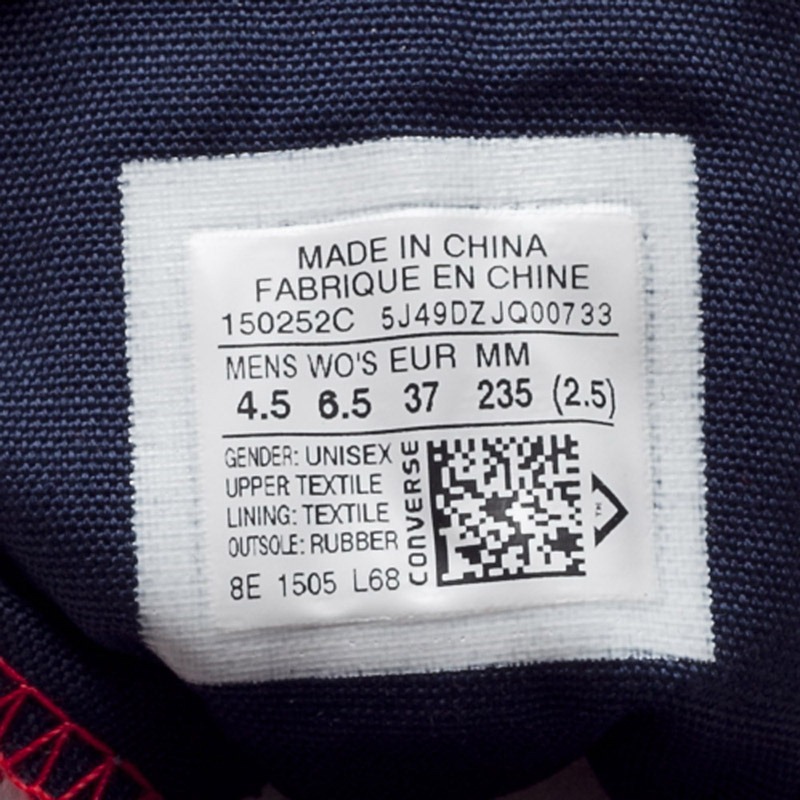 MADE IN CHINA
FABRIQUE EN CHINE
150252C 5J49DZJQ00733
MENS WO'S EUR MM
4.5 6.5 37 235 (2.5)
GENDER: UNISEX
UPPER TEXTILE
LINING: TEXTILE
OUTSOLE: RUBBER
8E 1505 L68
CONVERSE
TM